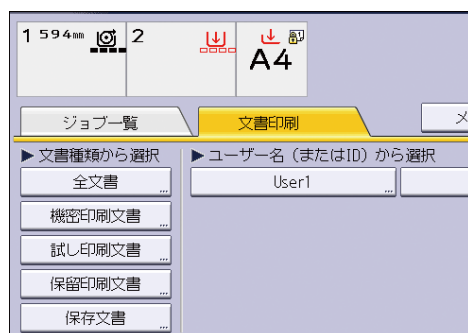 1 594mm 2
A4
ジョブ一覧 文書印刷 メ
▶ 文書種類から選択 ▶ ユーザー名（またはID）から選択
全文書 ... User1 ...
機密印刷文書 ...
試し印刷文書 ...
保留印刷文書 ...
保存文書 ...